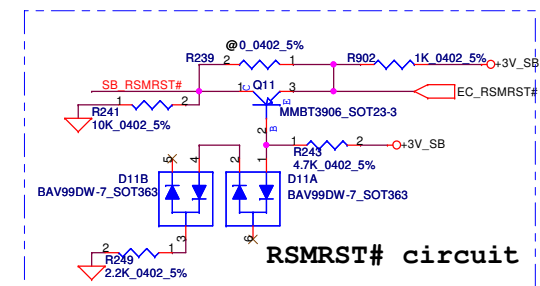 @ 0_0402_5%
R239 2 1 R902 1K_0402_5% +3V_SB
SB_RSMRST# 1 C Q11 3 EC_RSMRST#
E
R241 1 2 MMBT3906_SOT23-3
10K_0402_5% 2 B
1 2 +3V_SB
R243
4.7K_0402_5%
5 4 2 1
D11B D11A
BAV99DW-7_SOT363 BAV99DW-7_SOT363
3 6
2 1
R249
2.2K_0402_5%
RSMRST# circuit